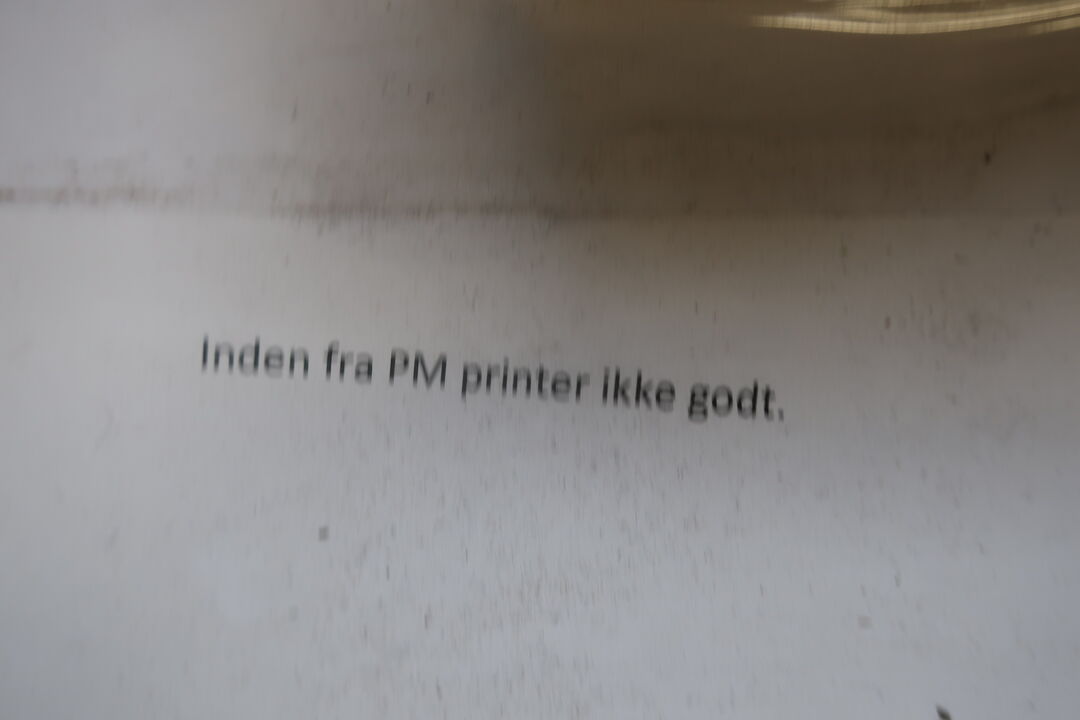 Inden fra PM printer ikke godt.